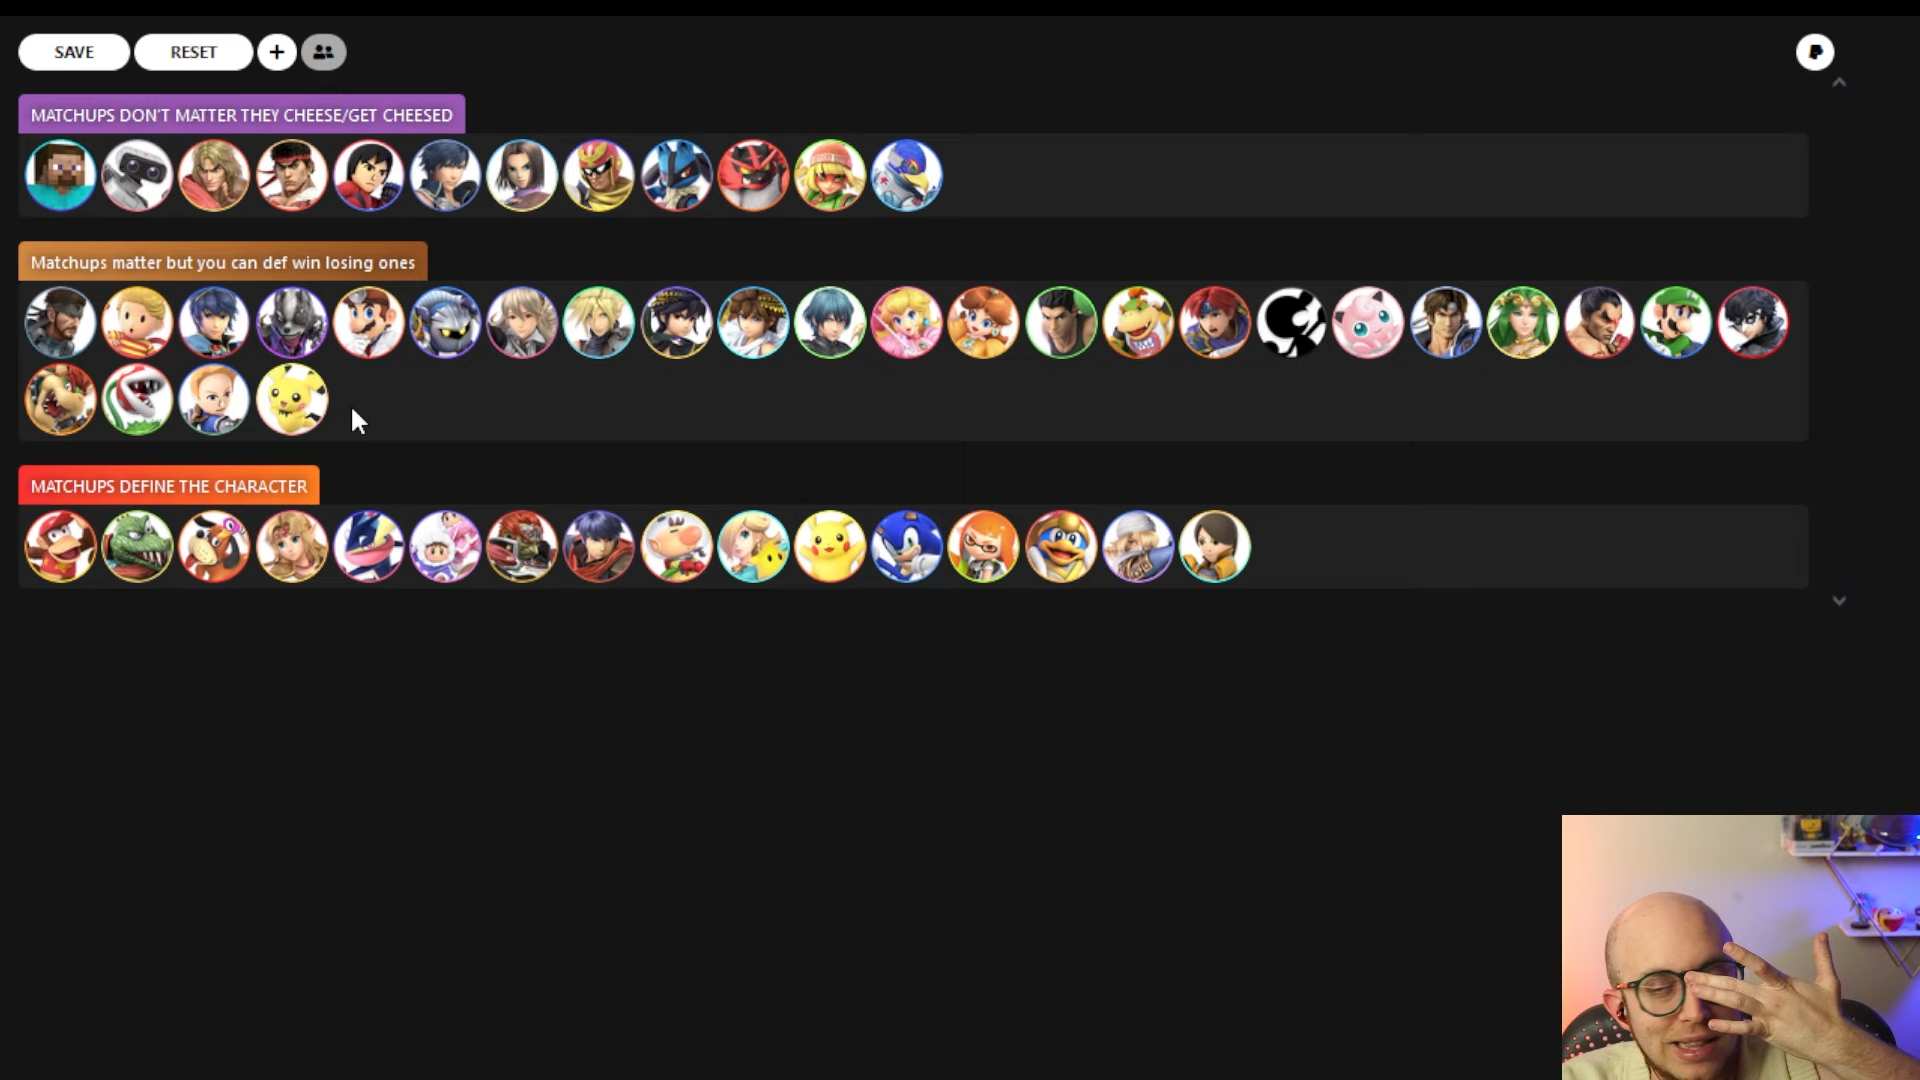 SAVE
RESET
+
MATCHUPS DON'T MATTER THEY CHEESE/GET CHEESED
Matchups matter but you can def win losing ones
MATCHUPS DEFINE THE CHARACTER